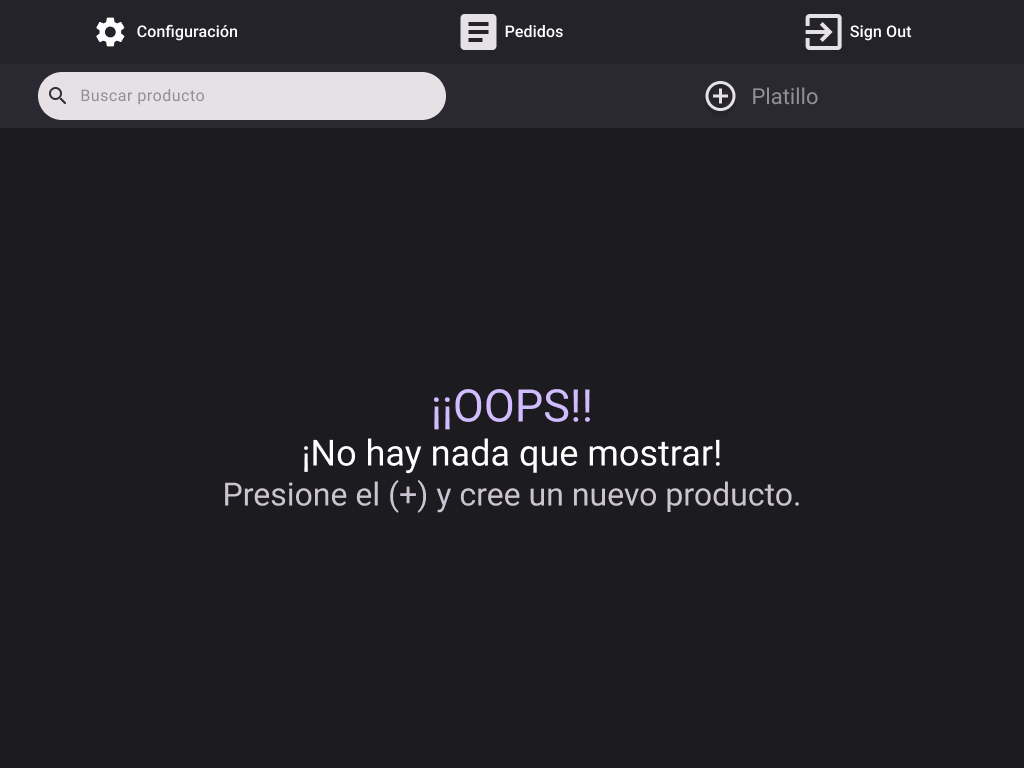 Configuración
Pedidos
Sign Out
Buscar producto
Platillo
¡¡OOPS!!
¡No hay nada que mostrar!
Presione el (+) y cree un nuevo producto.